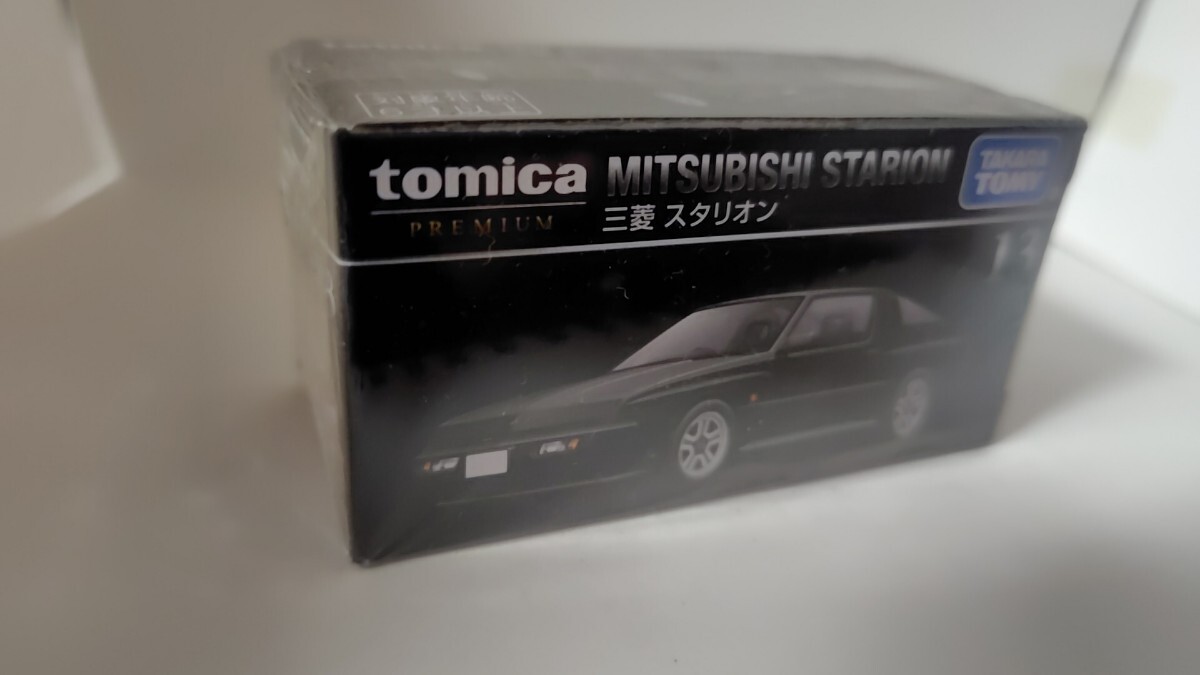 tomica
PREMIUM
MITSUBISHI STARION
三菱 スタリオン
TAKARA
TOMY